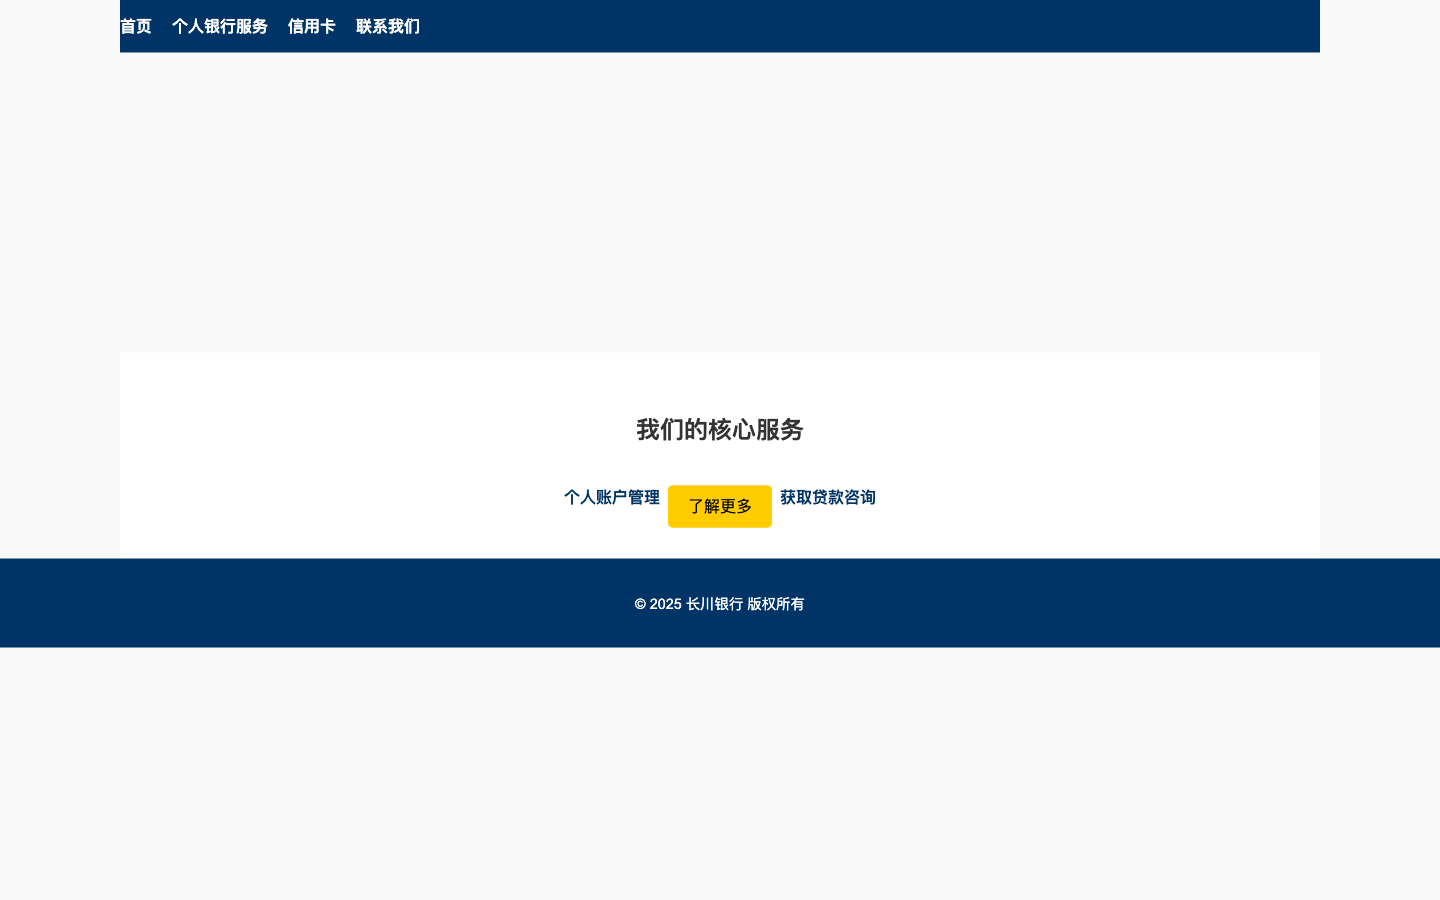 首页 个人银行服务 信用卡 联系我们
我们的核心服务
个人账户管理 了解更多 获取贷款咨询
© 2025 长川银行 版权所有